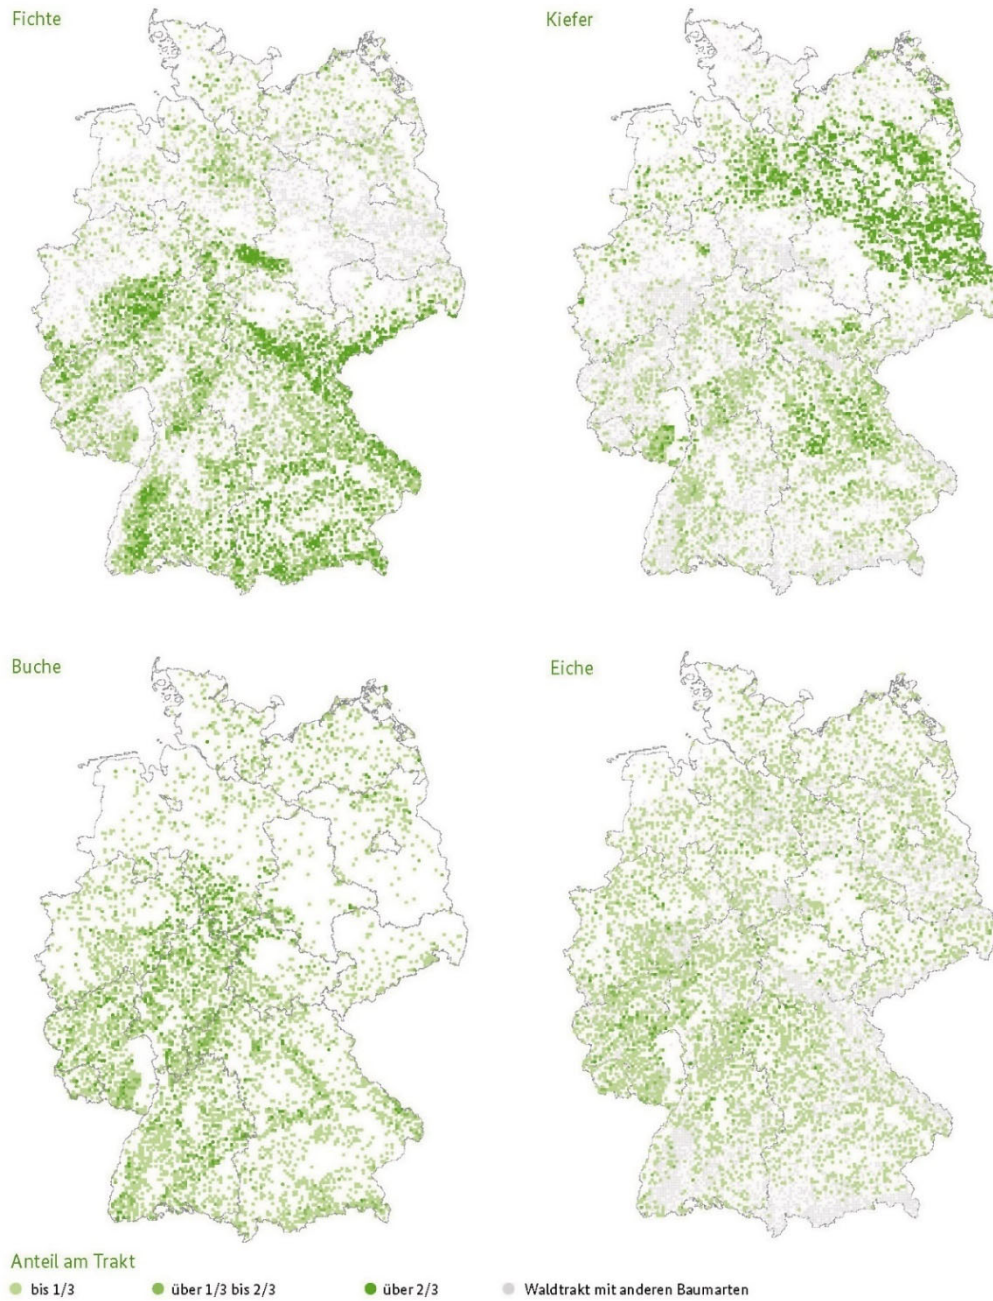 Fichte
Kiefer
Buche
Eiche
Anteil am Trakt
bis 1/3
über 1/3 bis 2/3
über 2/3
Waldtrakt mit anderen Baumarten